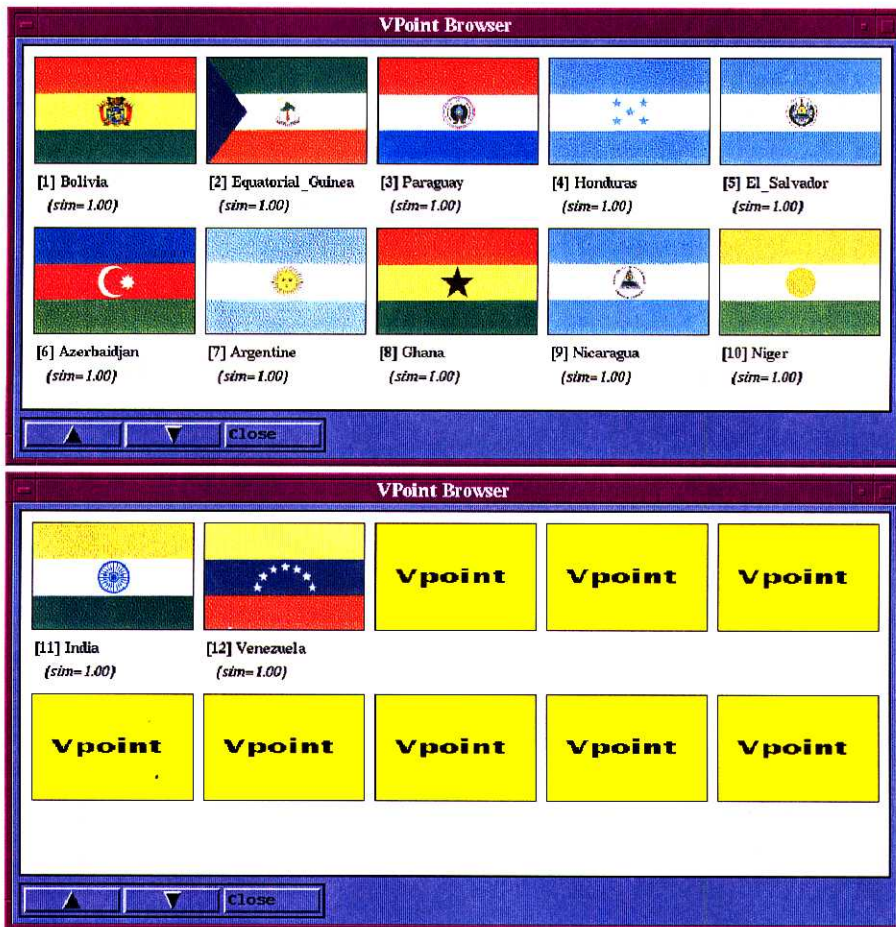 VPoint Browser
[1] Bolivia [2] Equatorial_Guinea [3] Paraguay [4] Honduras [5] El_Salvador
(sim=1.00) (sim=1.00) (sim=1.00) (sim=1.00) (sim=1.00)
[6] Azerbaidjan [7] Argentine [8] Ghana [9] Nicaragua [10] Niger
(sim=1.00) (sim=1.00) (sim=1.00) (sim=1.00) (sim=1.00)
Close
VPoint Browser
Vpoint Vpoint Vpoint
[11] India [12] Venezuela
(sim=1.00) (sim=1.00)
Vpoint Vpoint Vpoint Vpoint Vpoint
Close